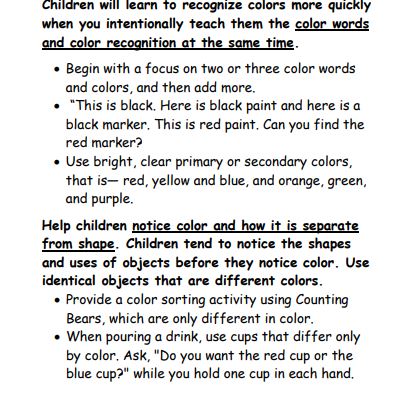 Children will learn to recognize colors more quickly
when you intentionally teach them the color words
and color recognition at the same time.
• Begin with a focus on two or three color words
and colors, and then add more.
• "This is black. Here is black paint and here is a
black marker. This is red paint. Can you find the
red marker?
• Use bright, clear primary or secondary colors,
that is— red, yellow and blue, and orange, green,
and purple.
Help children notice color and how it is separate
from shape. Children tend to notice the shapes
and uses of objects before they notice color. Use
identical objects that are different colors.
• Provide a color sorting activity using Counting
Bears, which are only different in color.
• When pouring a drink, use cups that differ only
by color. Ask, "Do you want the red cup or the
blue cup?" while you hold one cup in each hand.